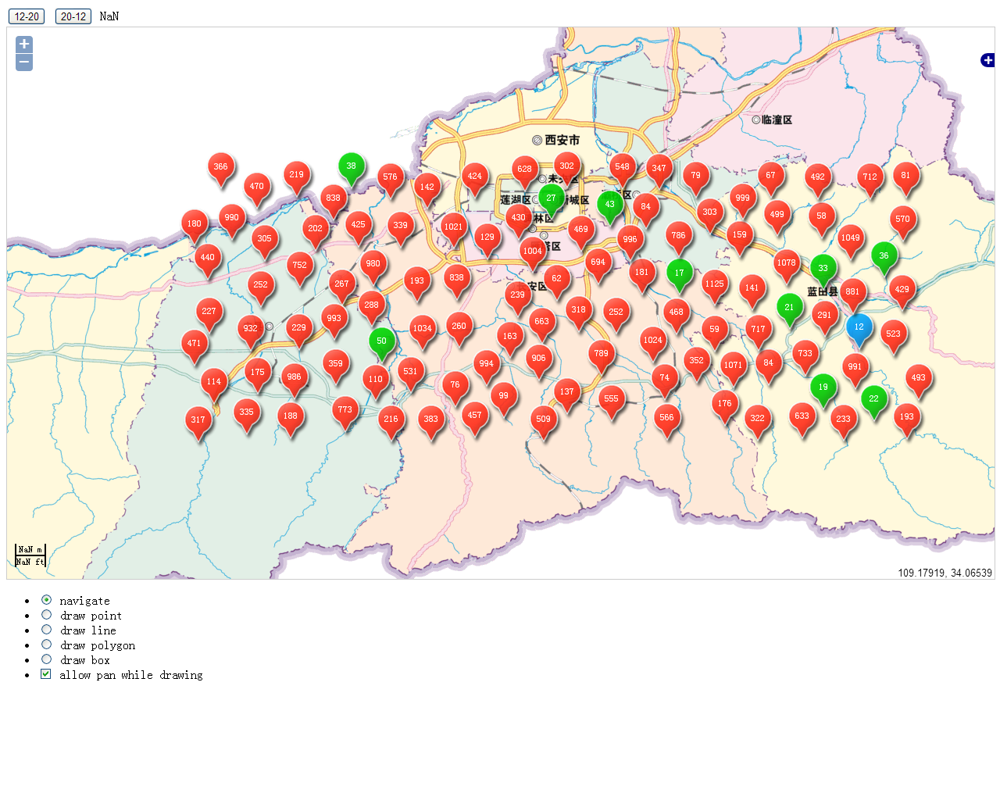 12-20 20-12 NaN
+
−
+
临潼区
西安市
366 470 219 38 576 142 424 628 302 548 347 79 67 492 712 81
838 27 43 84 999
莲湖区 新城区
180 990 305 202 425 339 1021 129 430 469 996 786 303 159 499 58 1049 570
林区
440 752 980 1004 694 181 17 1078 33 36
252 267 193 838 62 1125 141 881 429
安区
蓝田县
227 288 239 318 252 468 21 291 12
471 932 229 993 50 1034 260 163 663 1024 59 717 523
114 175 986 359 110 531 994 906 789 74 352 1071 84 733 991 493
76 99 137 555 176 19 22
317 335 188 773 216 383 457 509 566 322 633 233 193
NaN m
NaN ft
109.17919, 34.06539
navigate
draw point
draw line
draw polygon
draw box
allow pan while drawing